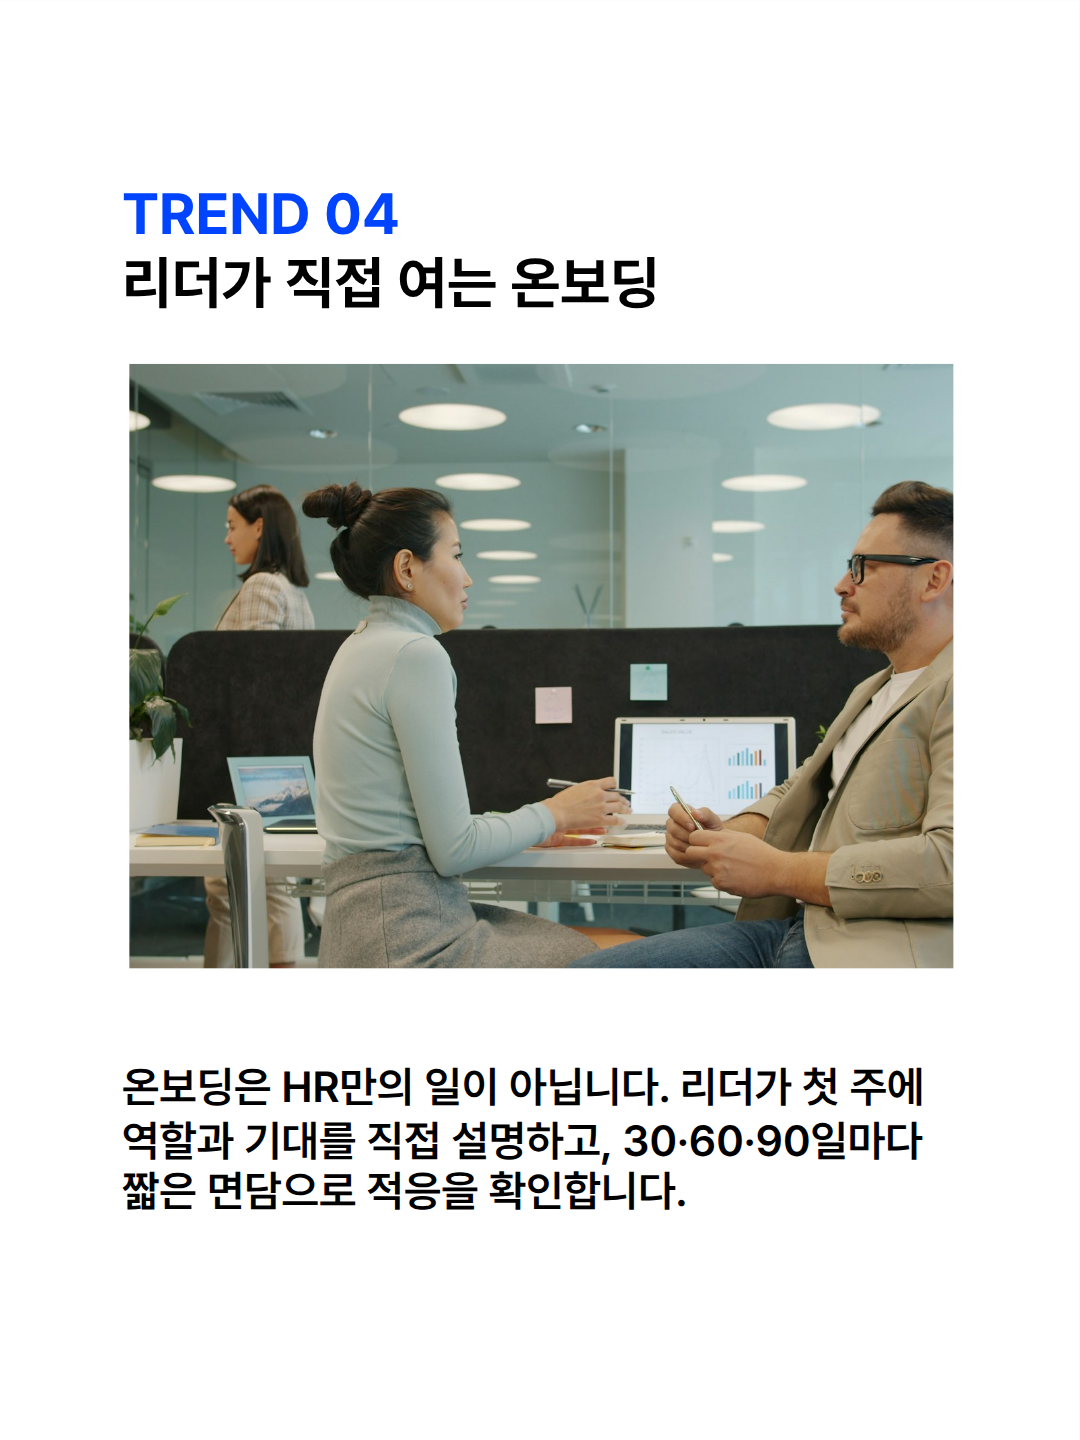 TREND 04
리더가 직접 여는 온보딩
온보딩은 HR만의 일이 아닙니다. 리더가 첫 주에
역할과 기대를 직접 설명하고, 30·60·90일마다
짧은 면담으로 적응을 확인합니다.